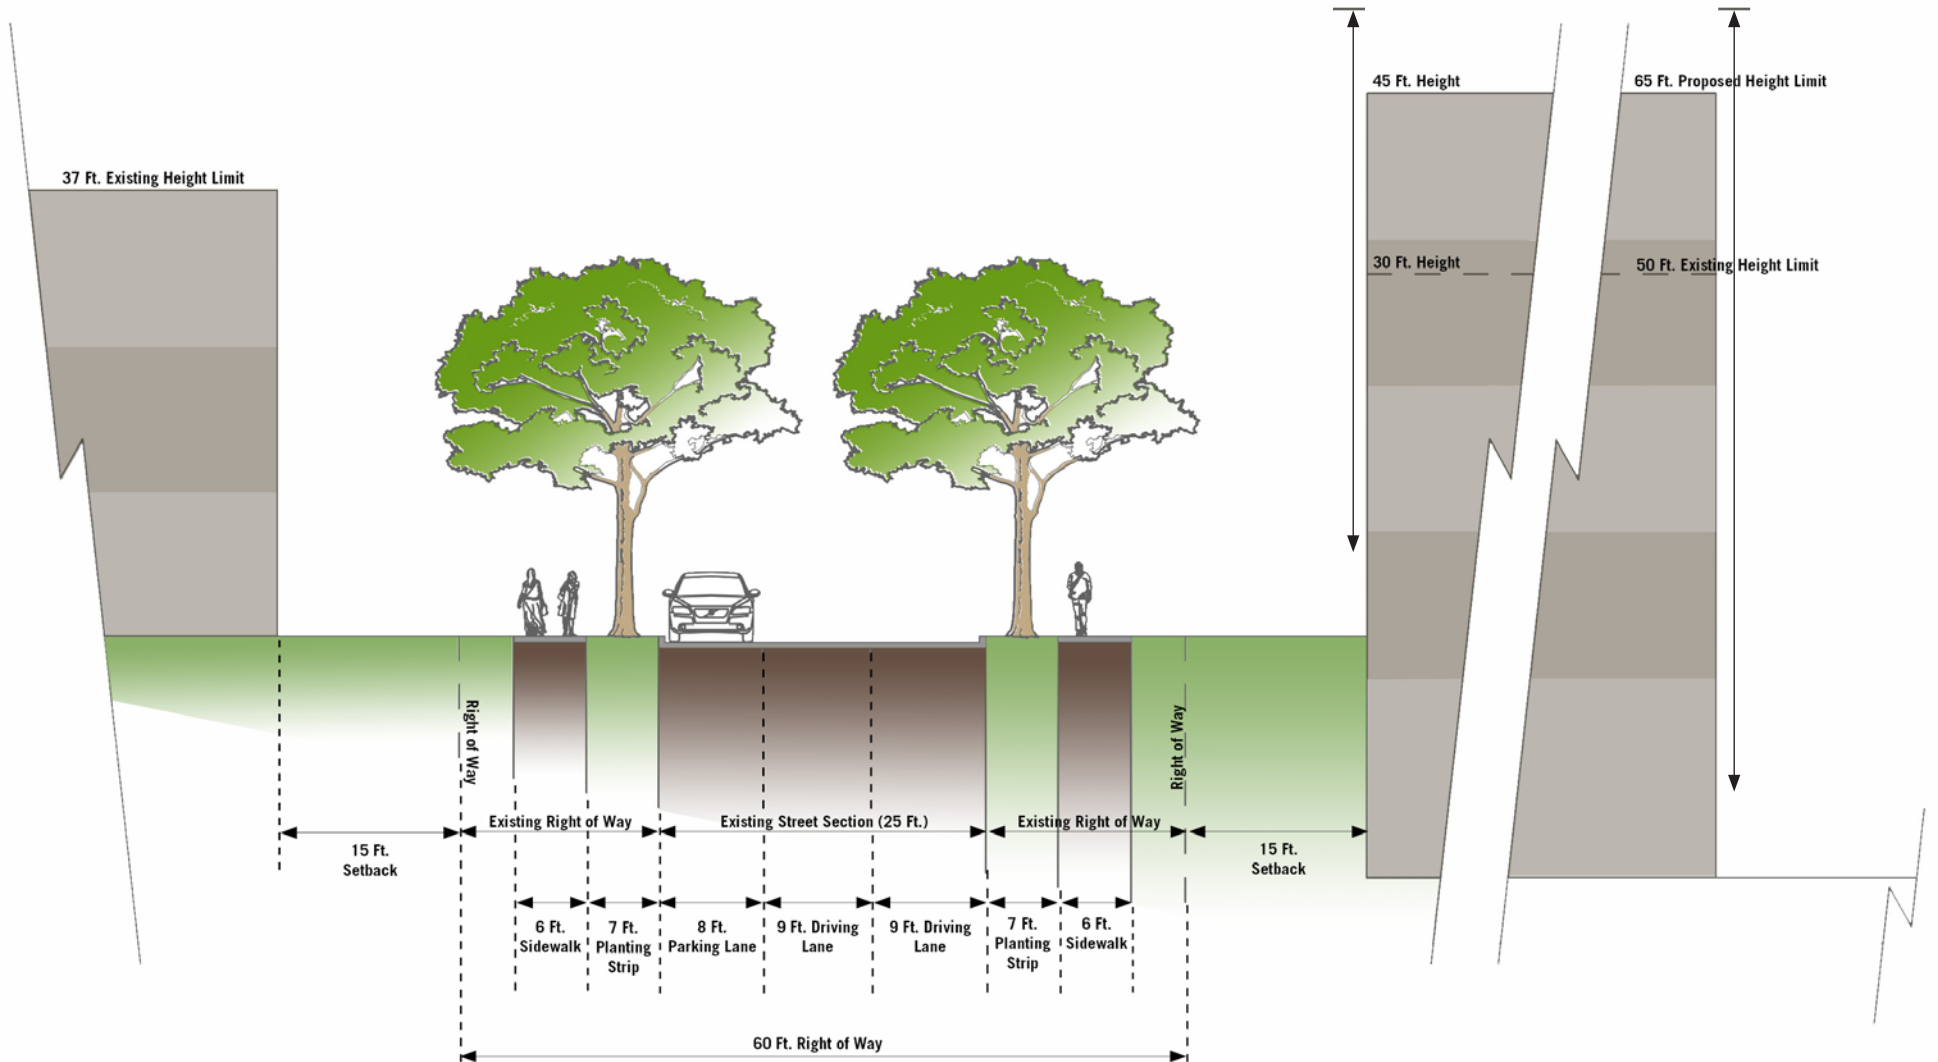 45 Ft. Height
65 Ft. Proposed Height Limit
37 Ft. Existing Height Limit
30 Ft. Height
50 Ft. Existing Height Limit
Right of Way
Right of Way
Existing Right of Way
Existing Street Section (25 Ft.)
Existing Right of Way
15 Ft.
Setback
15 Ft.
Setback
6 Ft.
Sidewalk
7 Ft.
Planting
Strip
8 Ft.
Parking Lane
9 Ft. Driving
Lane
9 Ft. Driving
Lane
7 Ft.
Planting
Strip
6 Ft.
Sidewalk
60 Ft. Right of Way